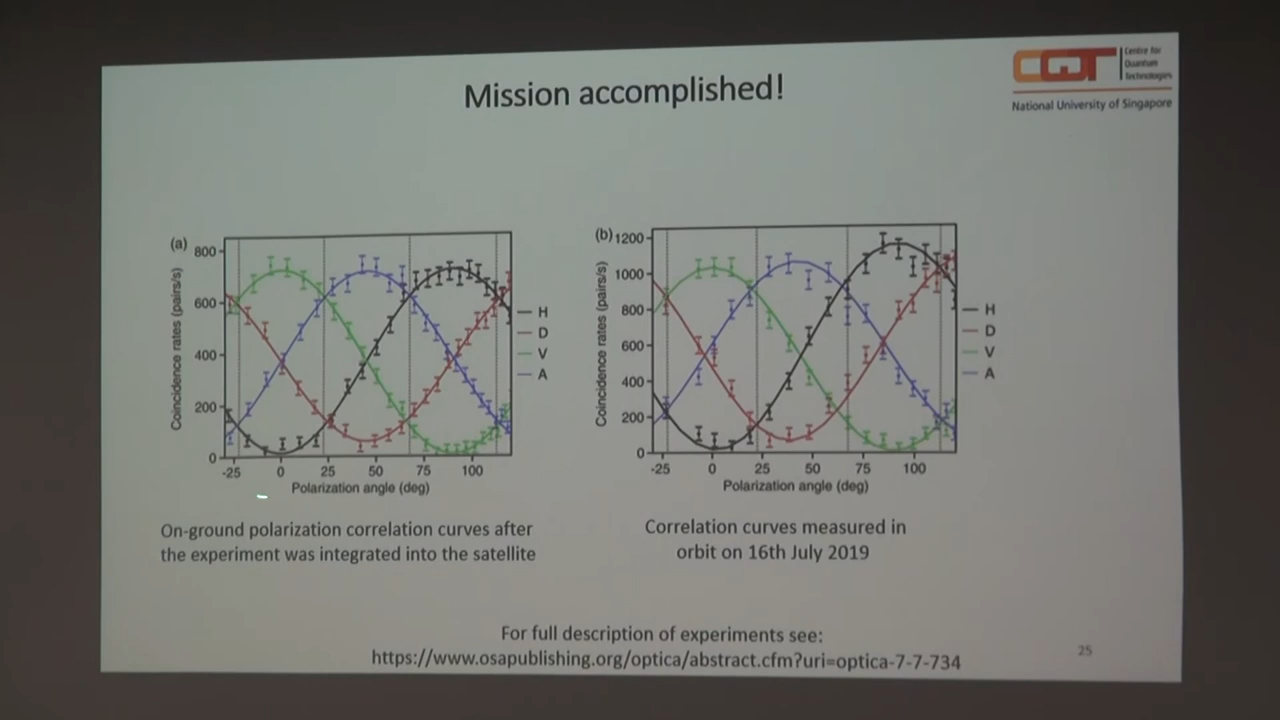 Mission accomplished!
CQT
Centre for
Quantum
Technologies
National University of Singapore
(a)
800
600
400
200
0
-25
0
25
50
75
100
Coincidence rates (pairs/s)
Polarization angle (deg)
H
D
V
A
On-ground polarization correlation curves after
the experiment was integrated into the satellite
(b)
1200
1000
800
600
400
200
0
-25
0
25
50
75
100
Coincidence rates (pairs/s)
Polarization angle (deg)
H
D
V
A
Correlation curves measured in
orbit on 16th July 2019
For full description of experiments see:
https://www.osapublishing.org/optica/abstract.cfm?uri=optica-7-7-734
25